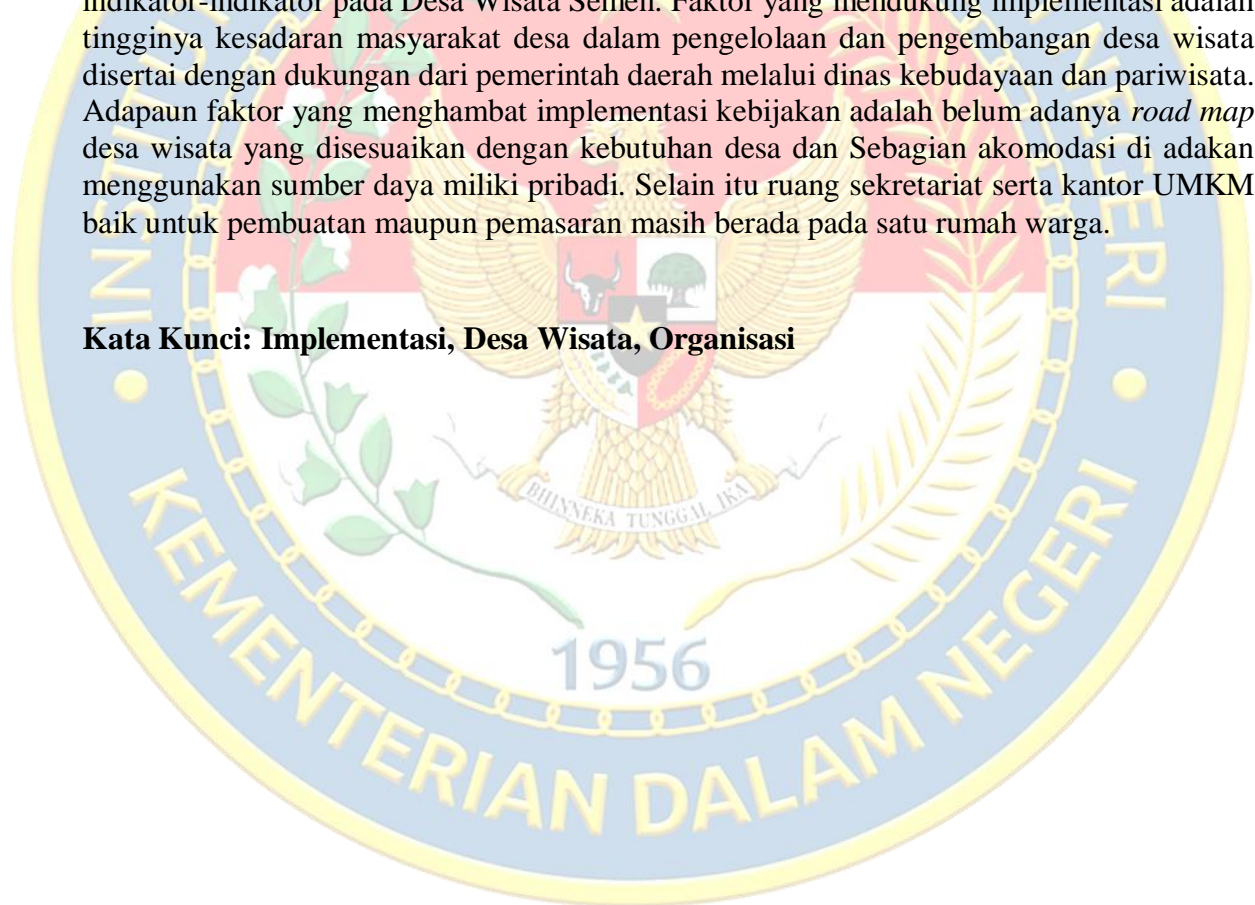 indikator-indikator pada Desa Wisata Semen. Faktor yang mendukung implementasi adalah
tingginya kesadaran masyarakat desa dalam pengelolaan dan pengembangan desa wisata
disertai dengan dukungan dari pemerintah daerah melalui dinas kebudayaan dan pariwisata.
Adapaun faktor yang menghambat implementasi kebijakan adalah belum adanya road map
desa wisata yang disesuaikan dengan kebutuhan desa dan Sebagian akomodasi di adakan
menggunakan sumber daya miliki pribadi. Selain itu ruang sekretariat serta kantor UMKM
baik untuk pembuatan maupun pemasaran masih berada pada satu rumah warga.
Kata Kunci: Implementasi, Desa Wisata, Organisasi
BHINNEKA TUNGGAL IKA
1956
KEMENTERIAN DALAM NEGERI